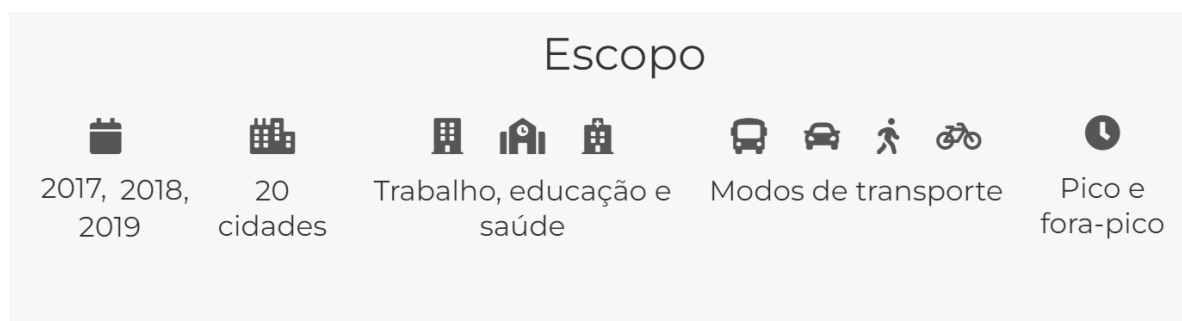 Escopo
2017, 2018,
2019
20
cidades
Trabalho, educação e
saúde
Modos de transporte
Pico e
fora-pico